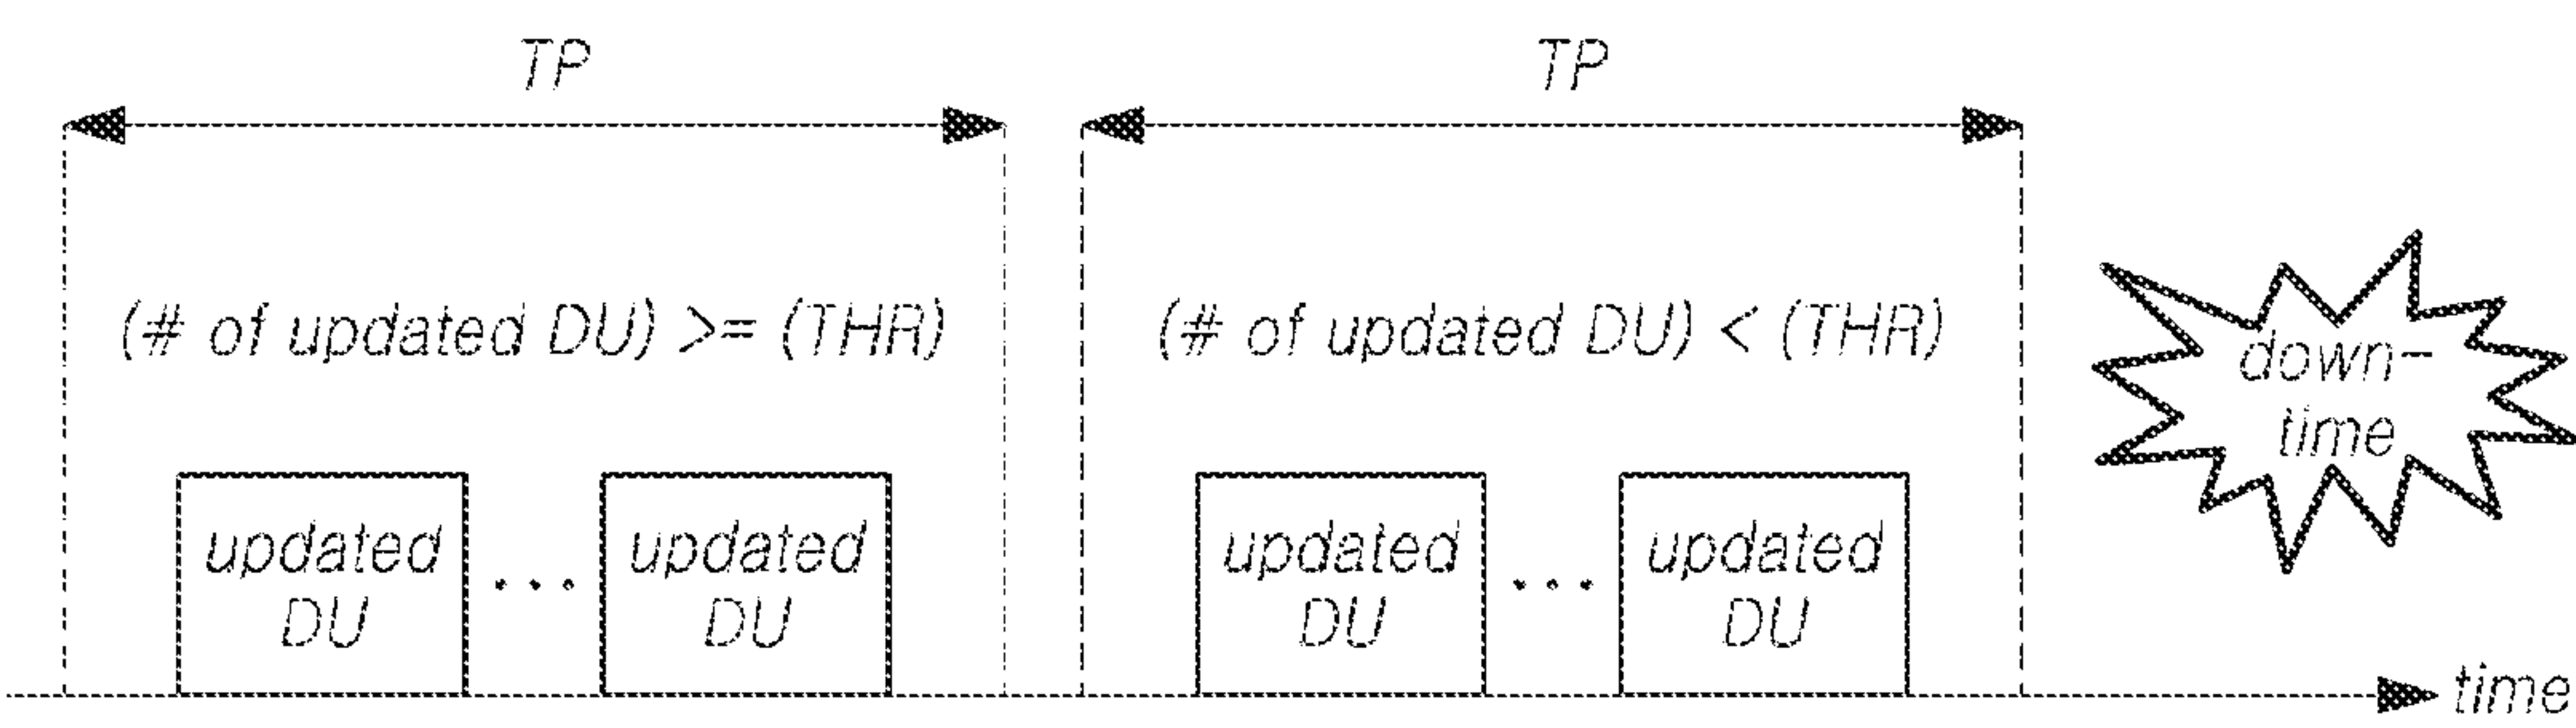 TP
TP
(# of updated DU) >= (THR)
(# of updated DU) < (THR)
down-
time
updated
DU
...
updated
DU
updated
DU
...
updated
DU
time